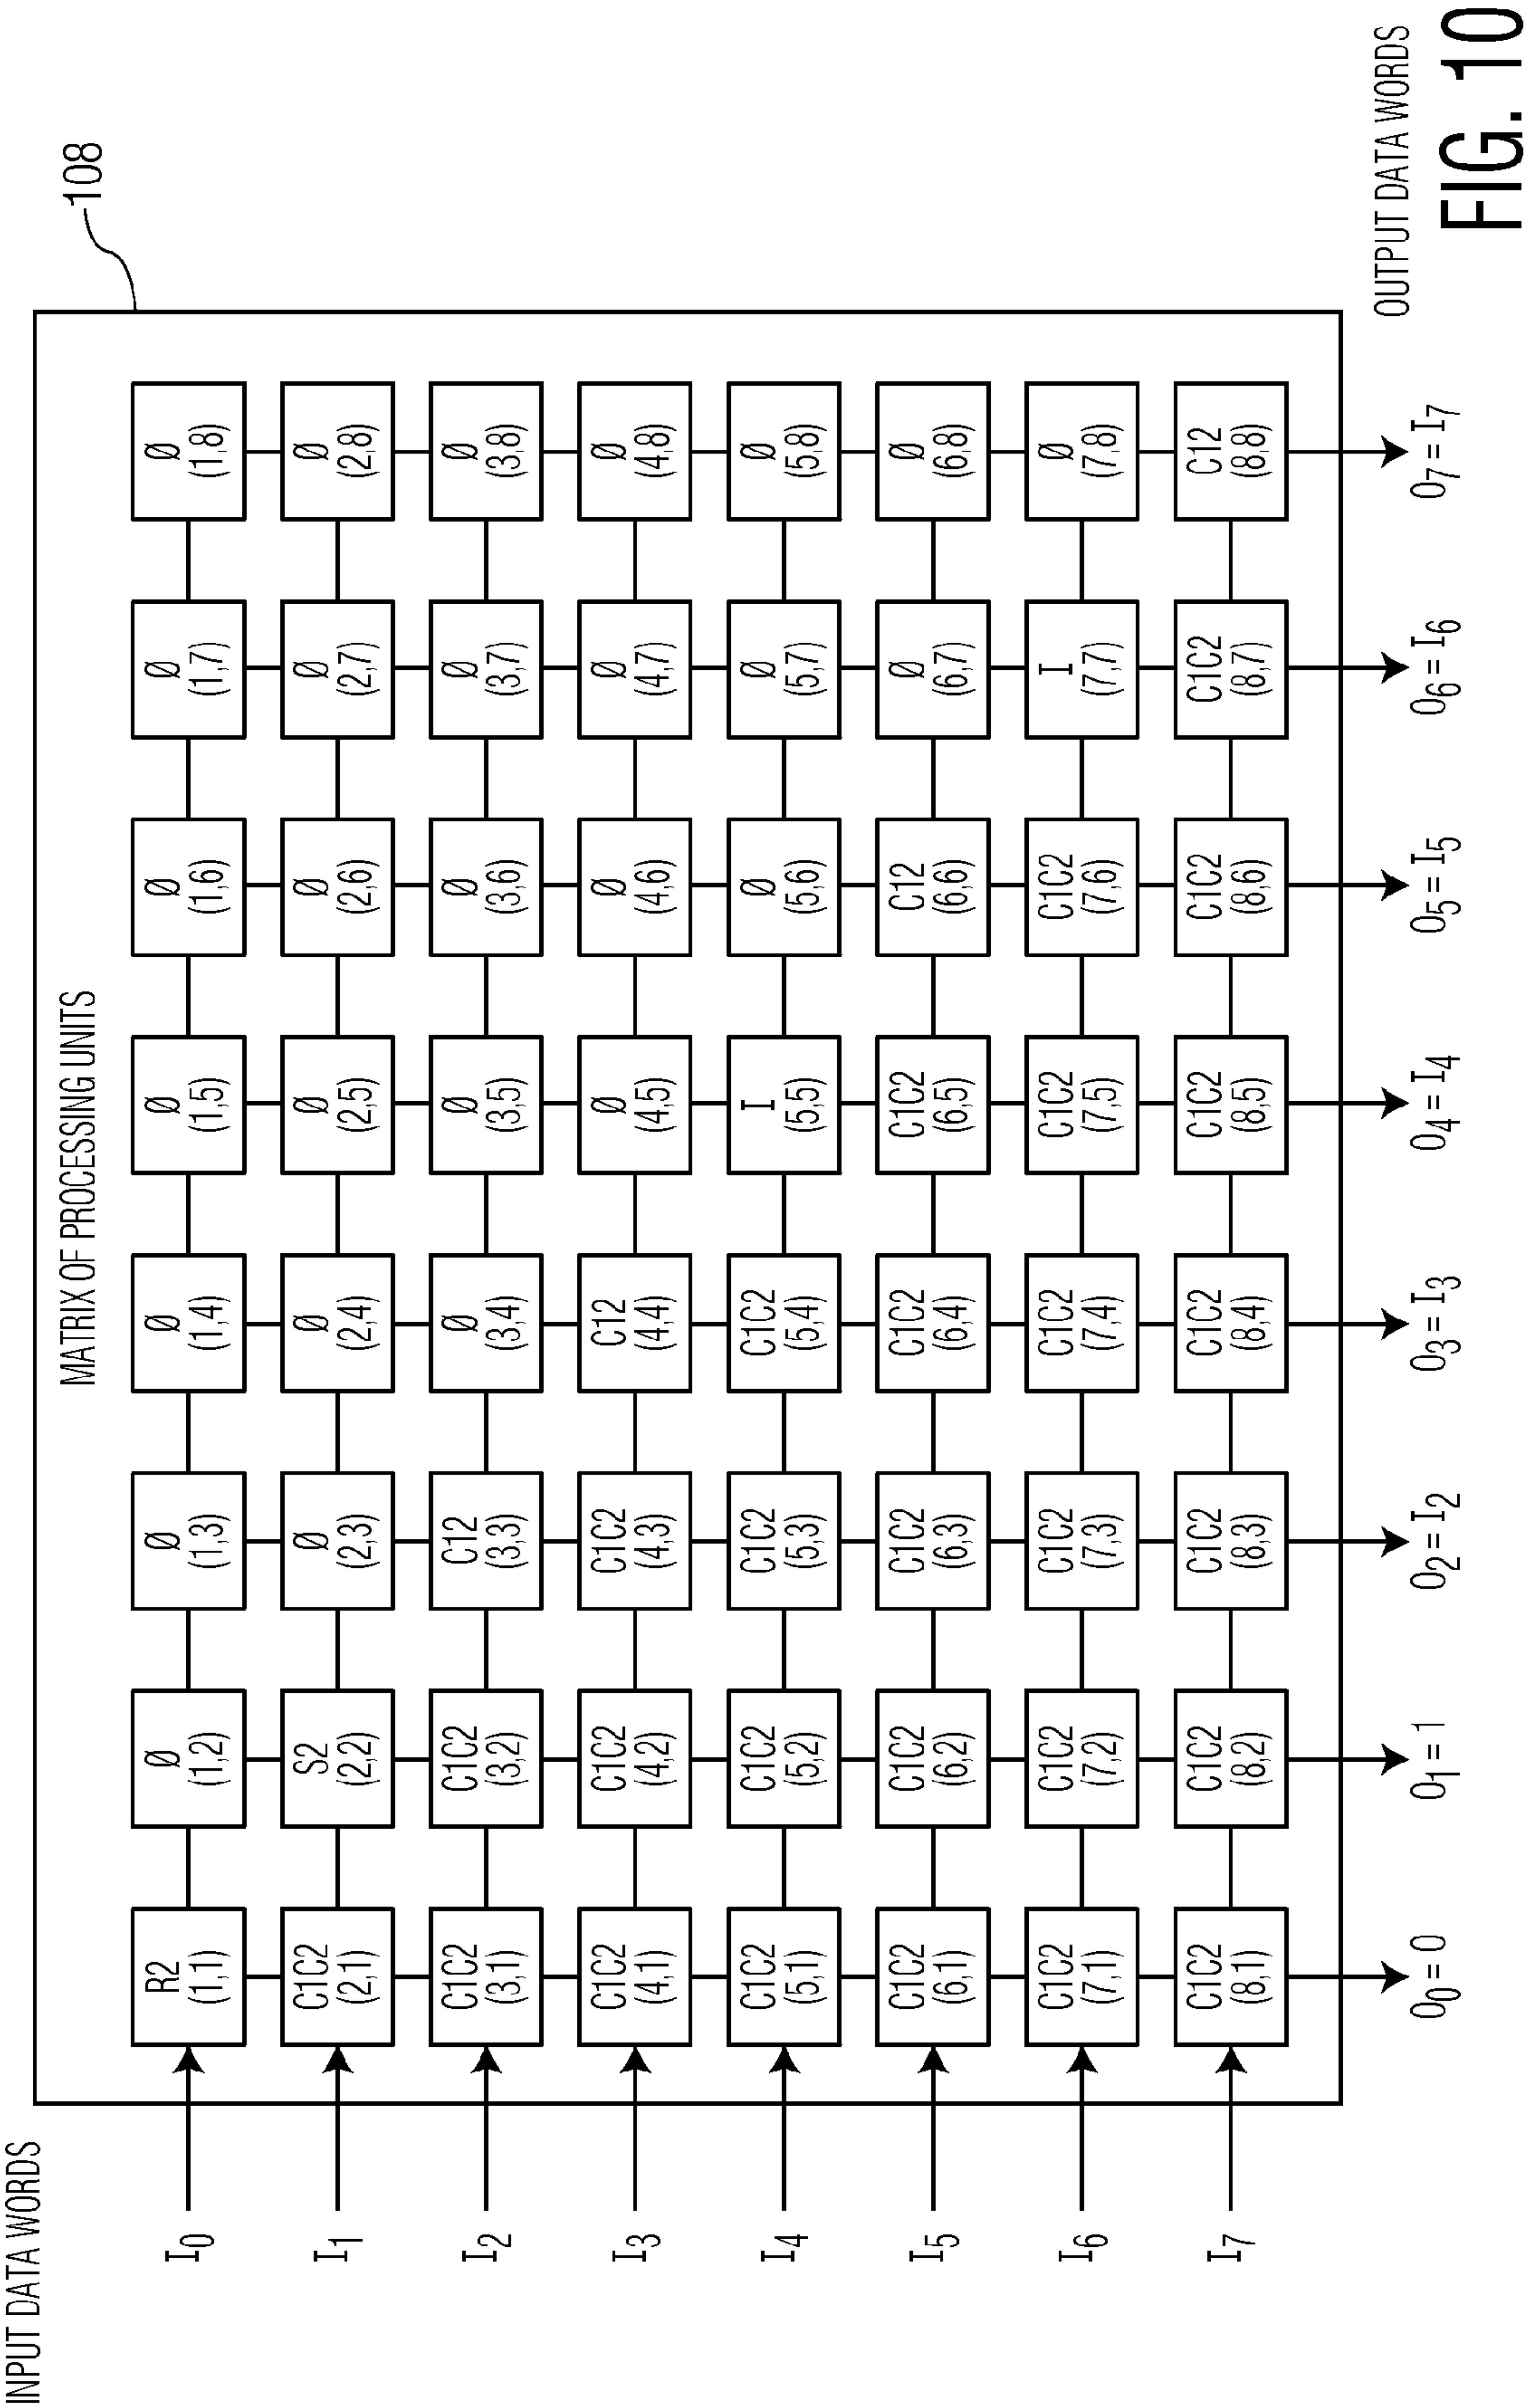 INPUT DATA WORDS
108
MATRIX OF PROCESSING UNITS
I0
R2
(1,1)
Ø
(1,2)
Ø
(1,3)
Ø
(1,4)
Ø
(1,5)
Ø
(1,6)
Ø
(1,7)
Ø
(1,8)
I1
C1C2
(2,1)
S2
(2,2)
Ø
(2,3)
Ø
(2,4)
Ø
(2,5)
Ø
(2,6)
Ø
(2,7)
Ø
(2,8)
I2
C1C2
(3,1)
C1C2
(3,2)
C12
(3,3)
Ø
(3,4)
Ø
(3,5)
Ø
(3,6)
Ø
(3,7)
Ø
(3,8)
I3
C1C2
(4,1)
C1C2
(4,2)
C1C2
(4,3)
C12
(4,4)
Ø
(4,5)
Ø
(4,6)
Ø
(4,7)
Ø
(4,8)
I4
C1C2
(5,1)
C1C2
(5,2)
C1C2
(5,3)
C1C2
(5,4)
I
(5,5)
Ø
(5,6)
Ø
(5,7)
Ø
(5,8)
I5
C1C2
(6,1)
C1C2
(6,2)
C1C2
(6,3)
C1C2
(6,4)
C1C2
(6,5)
C12
(6,6)
Ø
(6,7)
Ø
(6,8)
I6
C1C2
(7,1)
C1C2
(7,2)
C1C2
(7,3)
C1C2
(7,4)
C1C2
(7,5)
C1C2
(7,6)
I
(7,7)
Ø
(7,8)
I7
C1C2
(8,1)
C1C2
(8,2)
C1C2
(8,3)
C1C2
(8,4)
C1C2
(8,5)
C1C2
(8,6)
C1C2
(8,7)
C12
(8,8)
O0 = 0
O1 = 1
O2 = I2
O3 = I3
O4 = I4
O5 = I5
O6 = I6
O7 = I7
OUTPUT DATA WORDS
FIG. 10